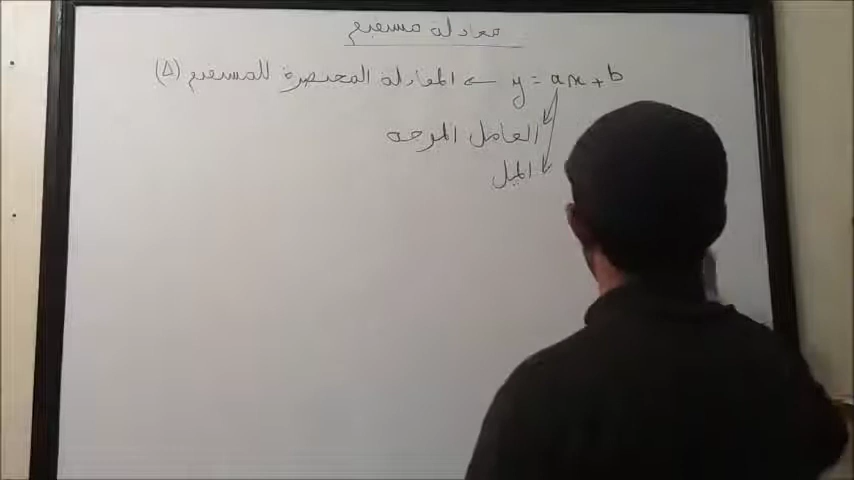 معادلة مستقيم
y = ax + b ← المعادلة المختصرة للمستقيم (Δ)
العامل الموجه
الميل